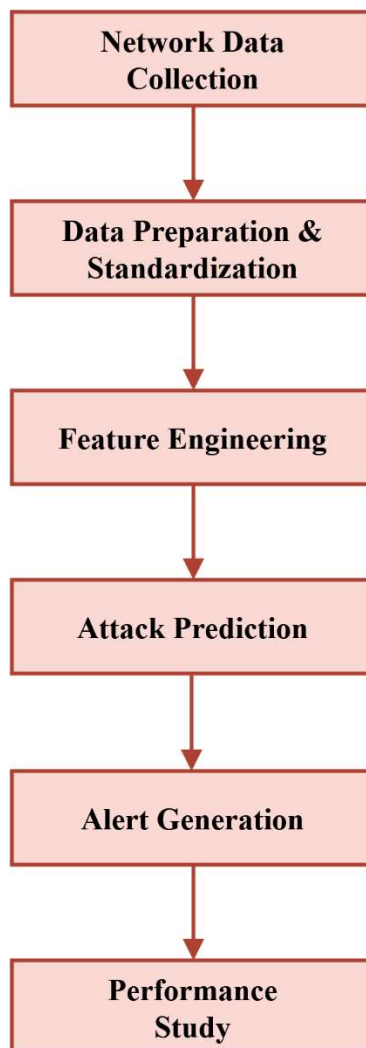 Network Data
Collection
Data Preparation &
Standardization
Feature Engineering
Attack Prediction
Alert Generation
Performance
Study